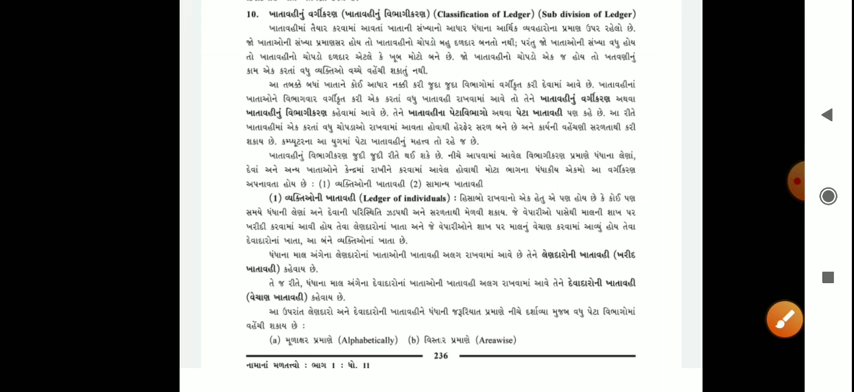 10. ખાતાવહીનું વર્ગીકરણ (ખાતાવહીનું વિભાગીકરણ) (Classification of Ledger) (Sub division of Ledger)
ખાતાવહીમાં તૈયાર કરવામાં આવતાં ખાતાની સંખ્યાનો આધાર ધંધાના આર્થિક વ્યવહારોના પ્રમાણ ઉપર રહેલો છે.
જો ખાતાઓની સંખ્યા પ્રમાણસર હોય તો ખાતાવહીનો ચોપડો બહુ દળદાર બનતો નથી; પરંતુ જો ખાતાઓની સંખ્યા વધુ હોય
તો ખાતાવહીનો ચોપડો દળદાર એટલે કે ખૂબ મોટો બને છે. જો ખાતાવહીનો ચોપડો એક જ હોય તો ખતવણીનું
કામ એક કરતાં વધુ વ્યક્તિઓ વચ્ચે વહેંચી શકાતું નથી.
આ તબક્કે બધાં ખાતાને કોઈ આધાર નક્કી કરી જુદા જુદા વિભાગોમાં વર્ગીકૃત કરી દેવામાં આવે છે. ખાતાવહીનાં
ખાતાઓને વિભાગવાર વર્ગીકૃત કરી એક કરતાં વધુ ખાતાવહી રાખવામાં આવે તો તેને ખાતાવહીનું વર્ગીકરણ અથવા
ખાતાવહીનું વિભાગીકરણ કહેવામાં આવે છે. તેને ખાતાવહીના પેટાવિભાગો અથવા પેટા ખાતાવહી પણ કહે છે. આ રીતે
ખાતાવહીમાં એક કરતાં વધુ ચોપડાઓ રાખવામાં આવતા હોવાથી હેરફેર સરળ બને છે અને કાર્યની વહેંચણી સરળતાથી કરી
શકાય છે. કમ્પ્યૂટરના આ યુગમાં પેટા ખાતાવહીનું મહત્ત્વ તો રહે જ છે.
ખાતાવહીનું વિભાગીકરણ જુદી જુદી રીતે થઈ શકે છે. નીચે આપવામાં આવેલ વિભાગીકરણ પ્રમાણે ધંધાના લેણાં,
દેવાં અને અન્ય ખાતાઓને કેન્દ્રમાં રાખીને કરવામાં આવેલ હોવાથી મોટા ભાગના ધંધાકીય એકમો આ વર્ગીકરણ
અપનાવતા હોય છે : (1) વ્યક્તિઓની ખાતાવહી (2) સામાન્ય ખાતાવહી
(1) વ્યક્તિઓની ખાતાવહી (Ledger of individuals) : હિસાબો રાખવાનો એક હેતુ એ પણ હોય છે કે કોઈ પણ
સમયે ધંધાની લેણાં અને દેવાની પરિસ્થિતિ ઝડપથી અને સરળતાથી મેળવી શકાય. જે વેપારીઓ પાસેથી માલની શાખ પર
ખરીદી કરવામાં આવી હોય તેવા લેણદારોનાં ખાતા અને જે વેપારીઓને શાખ પર માલનું વેચાણ કરવામાં આવ્યું હોય તેવા
દેવાદારોનાં ખાતા, આ બંને વ્યક્તિઓનાં ખાતા છે.
ધંધાના માલ અંગેના લેણદારોનાં ખાતાઓની ખાતાવહી અલગ રાખવામાં આવે છે તેને લેણદારોની ખાતાવહી (ખરીદ
ખાતાવહી) કહેવાય છે.
તે જ રીતે, ધંધાના માલ અંગેના દેવાદારોના ખાતાઓની ખાતાવહી અલગ રાખવામાં આવે તેને દેવાદારોની ખાતાવહી
(વેચાણ ખાતાવહી) કહેવાય છે.
આ ઉપરાંત લેણદારો અને દેવાદારોની ખાતાવહીને ધંધાની જરૂરિયાત પ્રમાણે નીચે દર્શાવ્યા મુજબ વધુ પેટા વિભાગોમાં
વહેંચી શકાય છે :
(a) મૂળાક્ષર પ્રમાણે (Alphabetically) (b) વિસ્તાર પ્રમાણે (Areawise)
236
નામાનાં મૂળતત્ત્વો : ભાગ 1 : ધો. 11